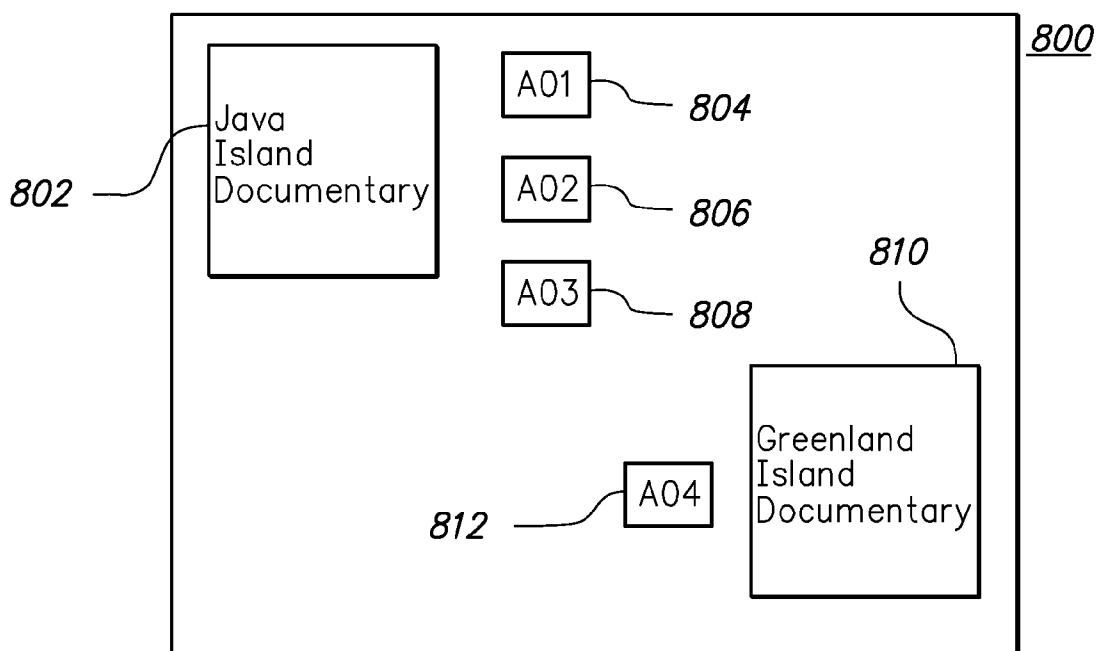 800
Java
Island
Documentary
802
A01
804
A02
806
A03
808
810
Greenland
Island
Documentary
A04
812